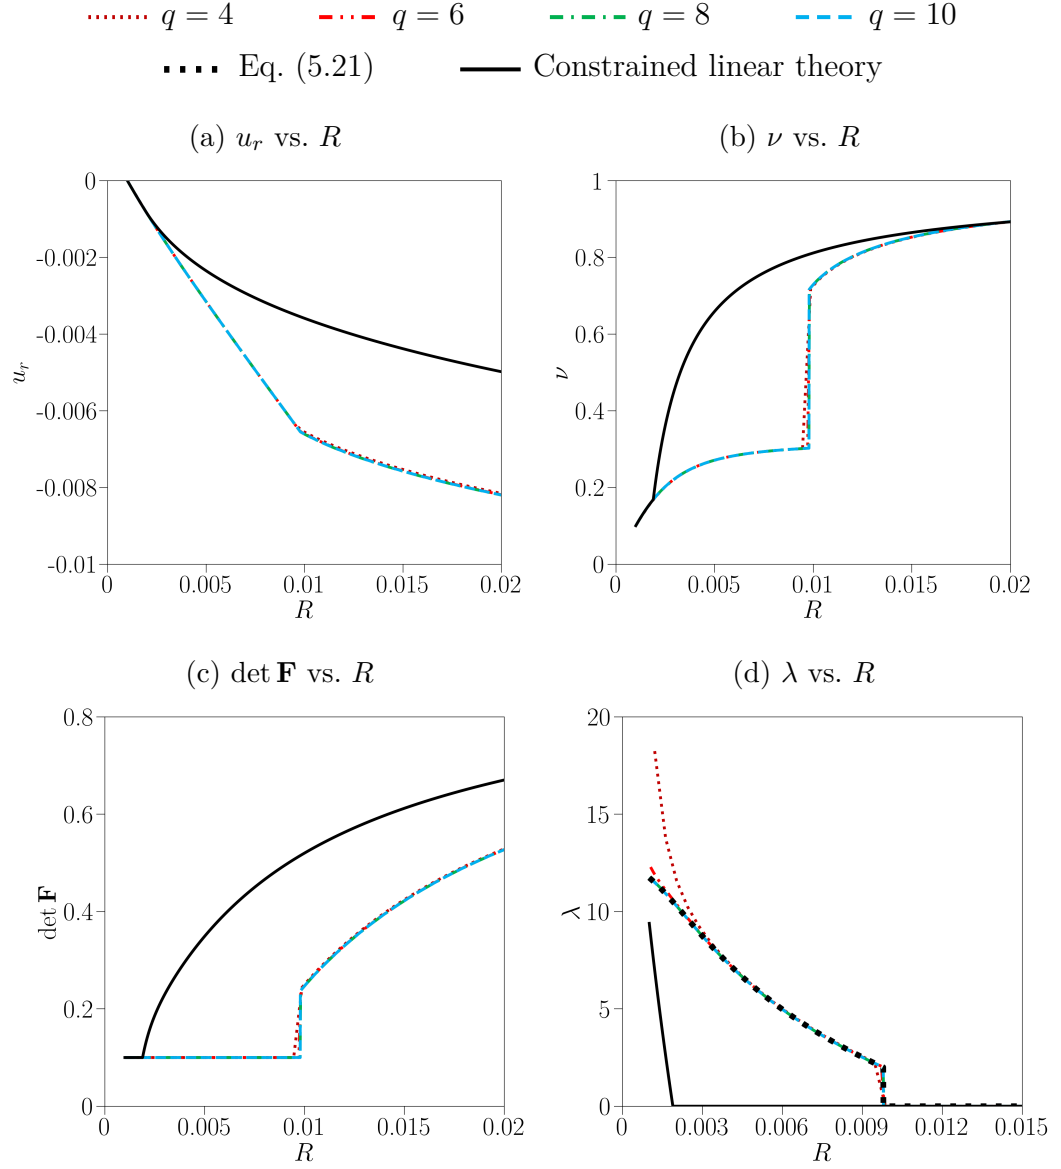 q = 4 q = 6 q = 8 q = 10
Eq. (5.21) Constrained linear theory
(a) u_r vs. R
(b) ν vs. R
0
-0.002
-0.004
-0.006
-0.008
-0.01
u_r
0 0.005 0.01 0.015 0.02
R
1
0.8
0.6
0.4
0.2
0
ν
0 0.005 0.01 0.015 0.02
R
(c) det F vs. R
(d) λ vs. R
0.8
0.6
0.4
0.2
0
det F
0 0.005 0.01 0.015 0.02
R
20
15
10
5
0
λ
0 0.003 0.006 0.009 0.012 0.015
R